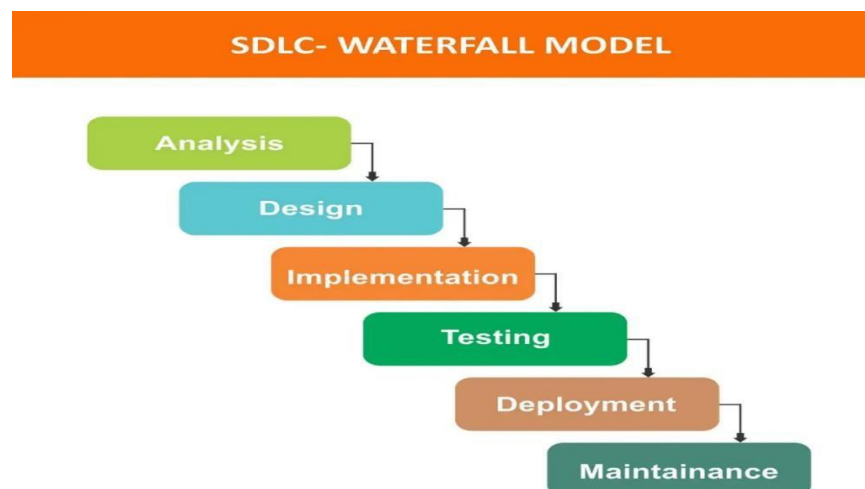 SDLC- WATERFALL MODEL
Analysis
Design
Implementation
Testing
Deployment
Maintainance